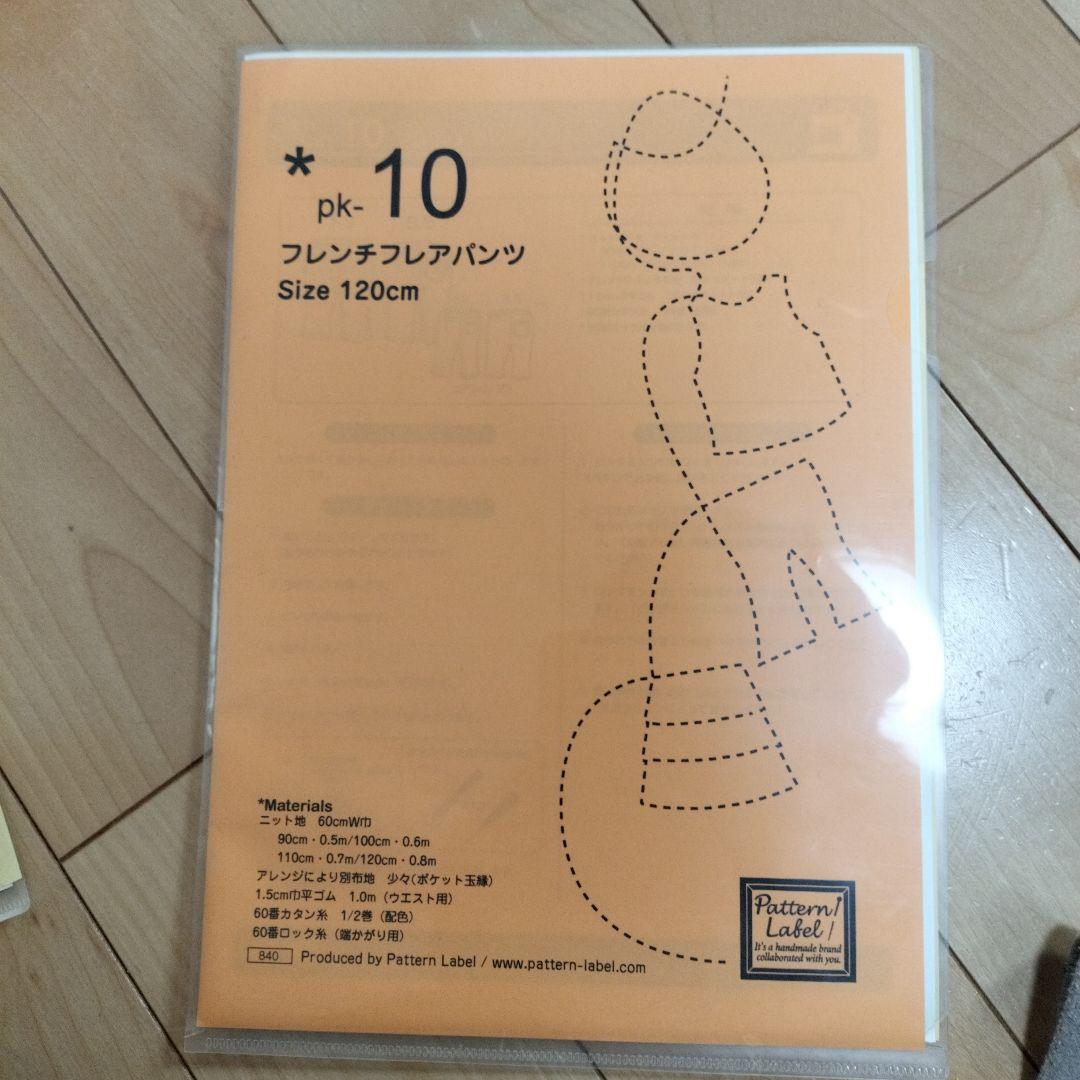 *
pk-10
フレンチフレアパンツ
Size 120cm
*Materials
ニット地　60cmW巾
90cm・0.5m/100cm・0.6m
110cm・0.7m/120cm・0.8m
アレンジにより別布地　少々(ポケット玉縁)
1.5cm巾平ゴム　1.0m（ウエスト用）
60番カタン糸　1/2巻（配色）
60番ロック糸（端かがり用）
840 Produced by Pattern Label / www.pattern-label.com
Pattern
Label
It's a handmade brand
collaborated with you.